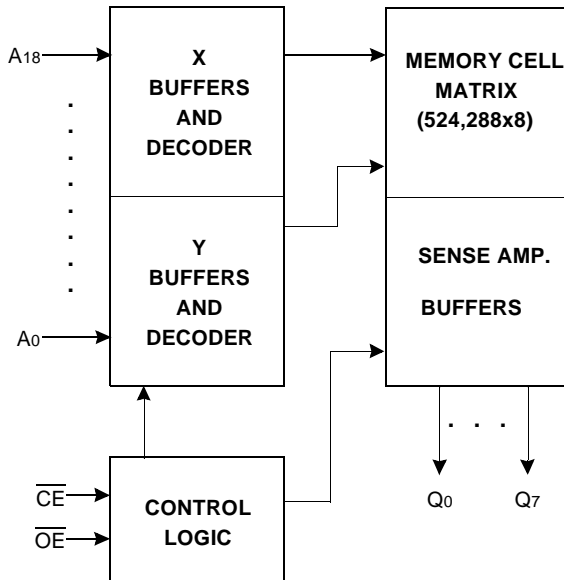 A18
X
BUFFERS
AND
DECODER
MEMORY CELL
MATRIX
(524,288x8)
Y
BUFFERS
AND
DECODER
SENSE AMP.
BUFFERS
A0
CE
OE
CONTROL
LOGIC
Q0
Q7